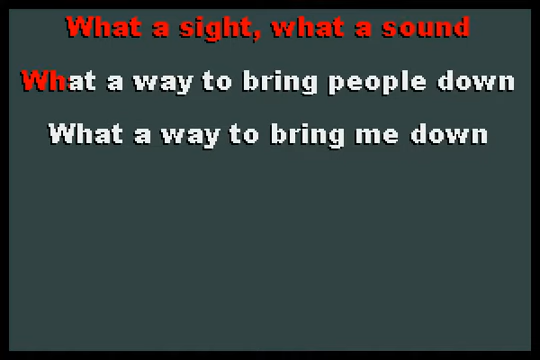 What a sight, what a sound
What a way to bring people down
What a way to bring me down